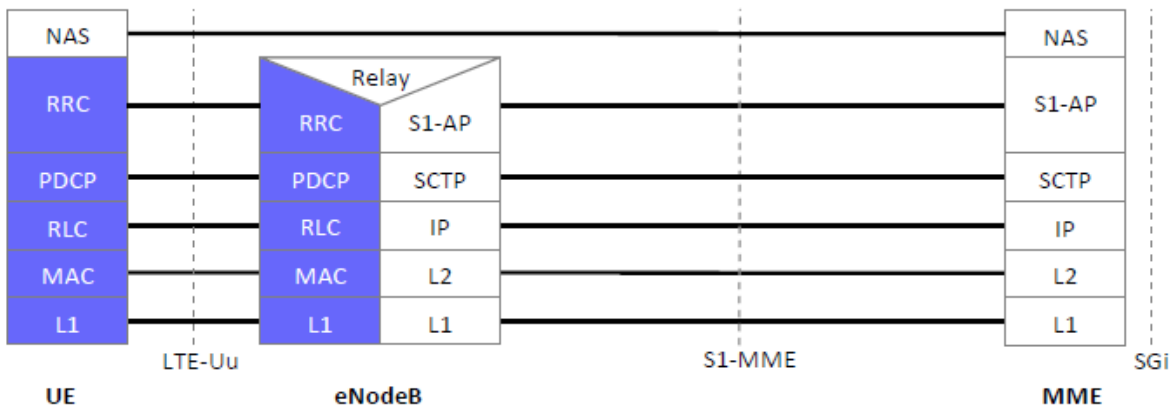 NAS
NAS
Relay
RRC
RRC
S1-AP
S1-AP
PDCP
PDCP
SCTP
SCTP
RLC
RLC
IP
IP
MAC
MAC
L2
L2
L1
L1
L1
L1
LTE-Uu
S1-MME
SGi
UE
eNodeB
MME